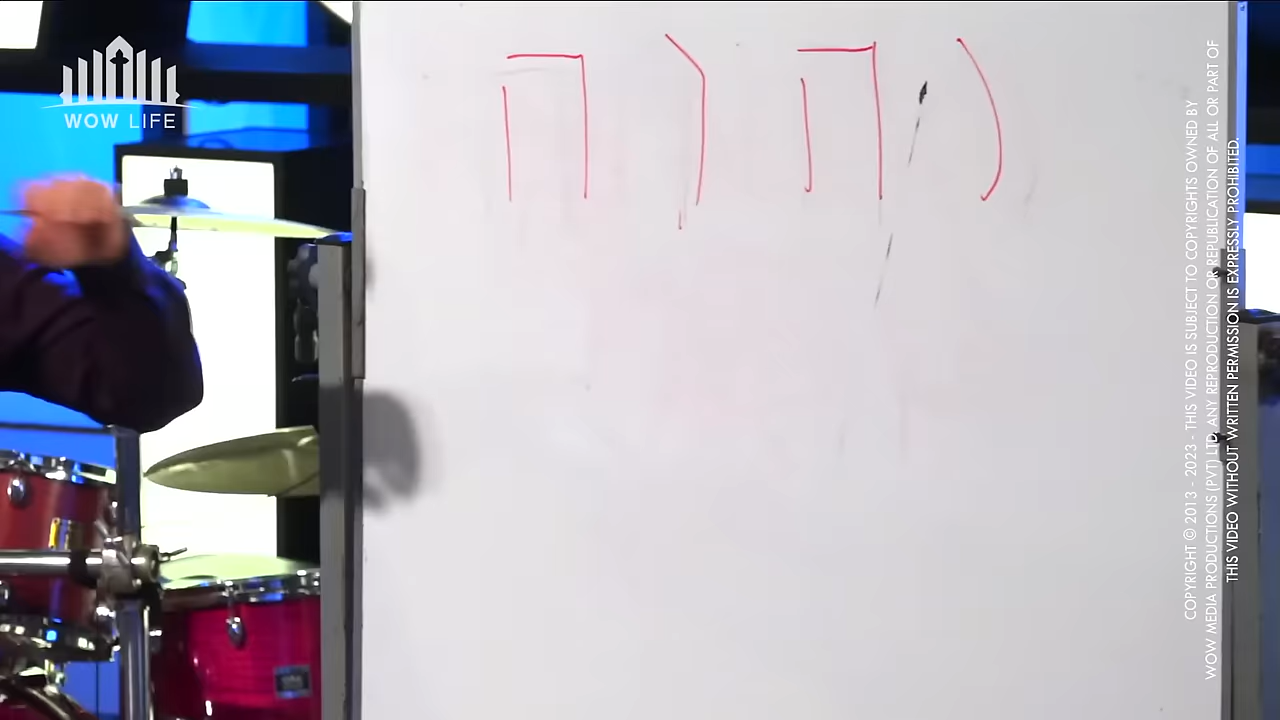 יהוה
WOW LIFE
COPYRIGHT © 2013 - 2023 - THIS VIDEO IS SUBJECT TO COPYRIGHTS OWNED BY
WOW MEDIA PRODUCTIONS (PVT) LTD. ANY REPRODUCTION OR REPUBLICATION OF ALL OR PART OF
THIS VIDEO WITHOUT WRITTEN PERMISSION IS EXPRESSLY PROHIBITED.